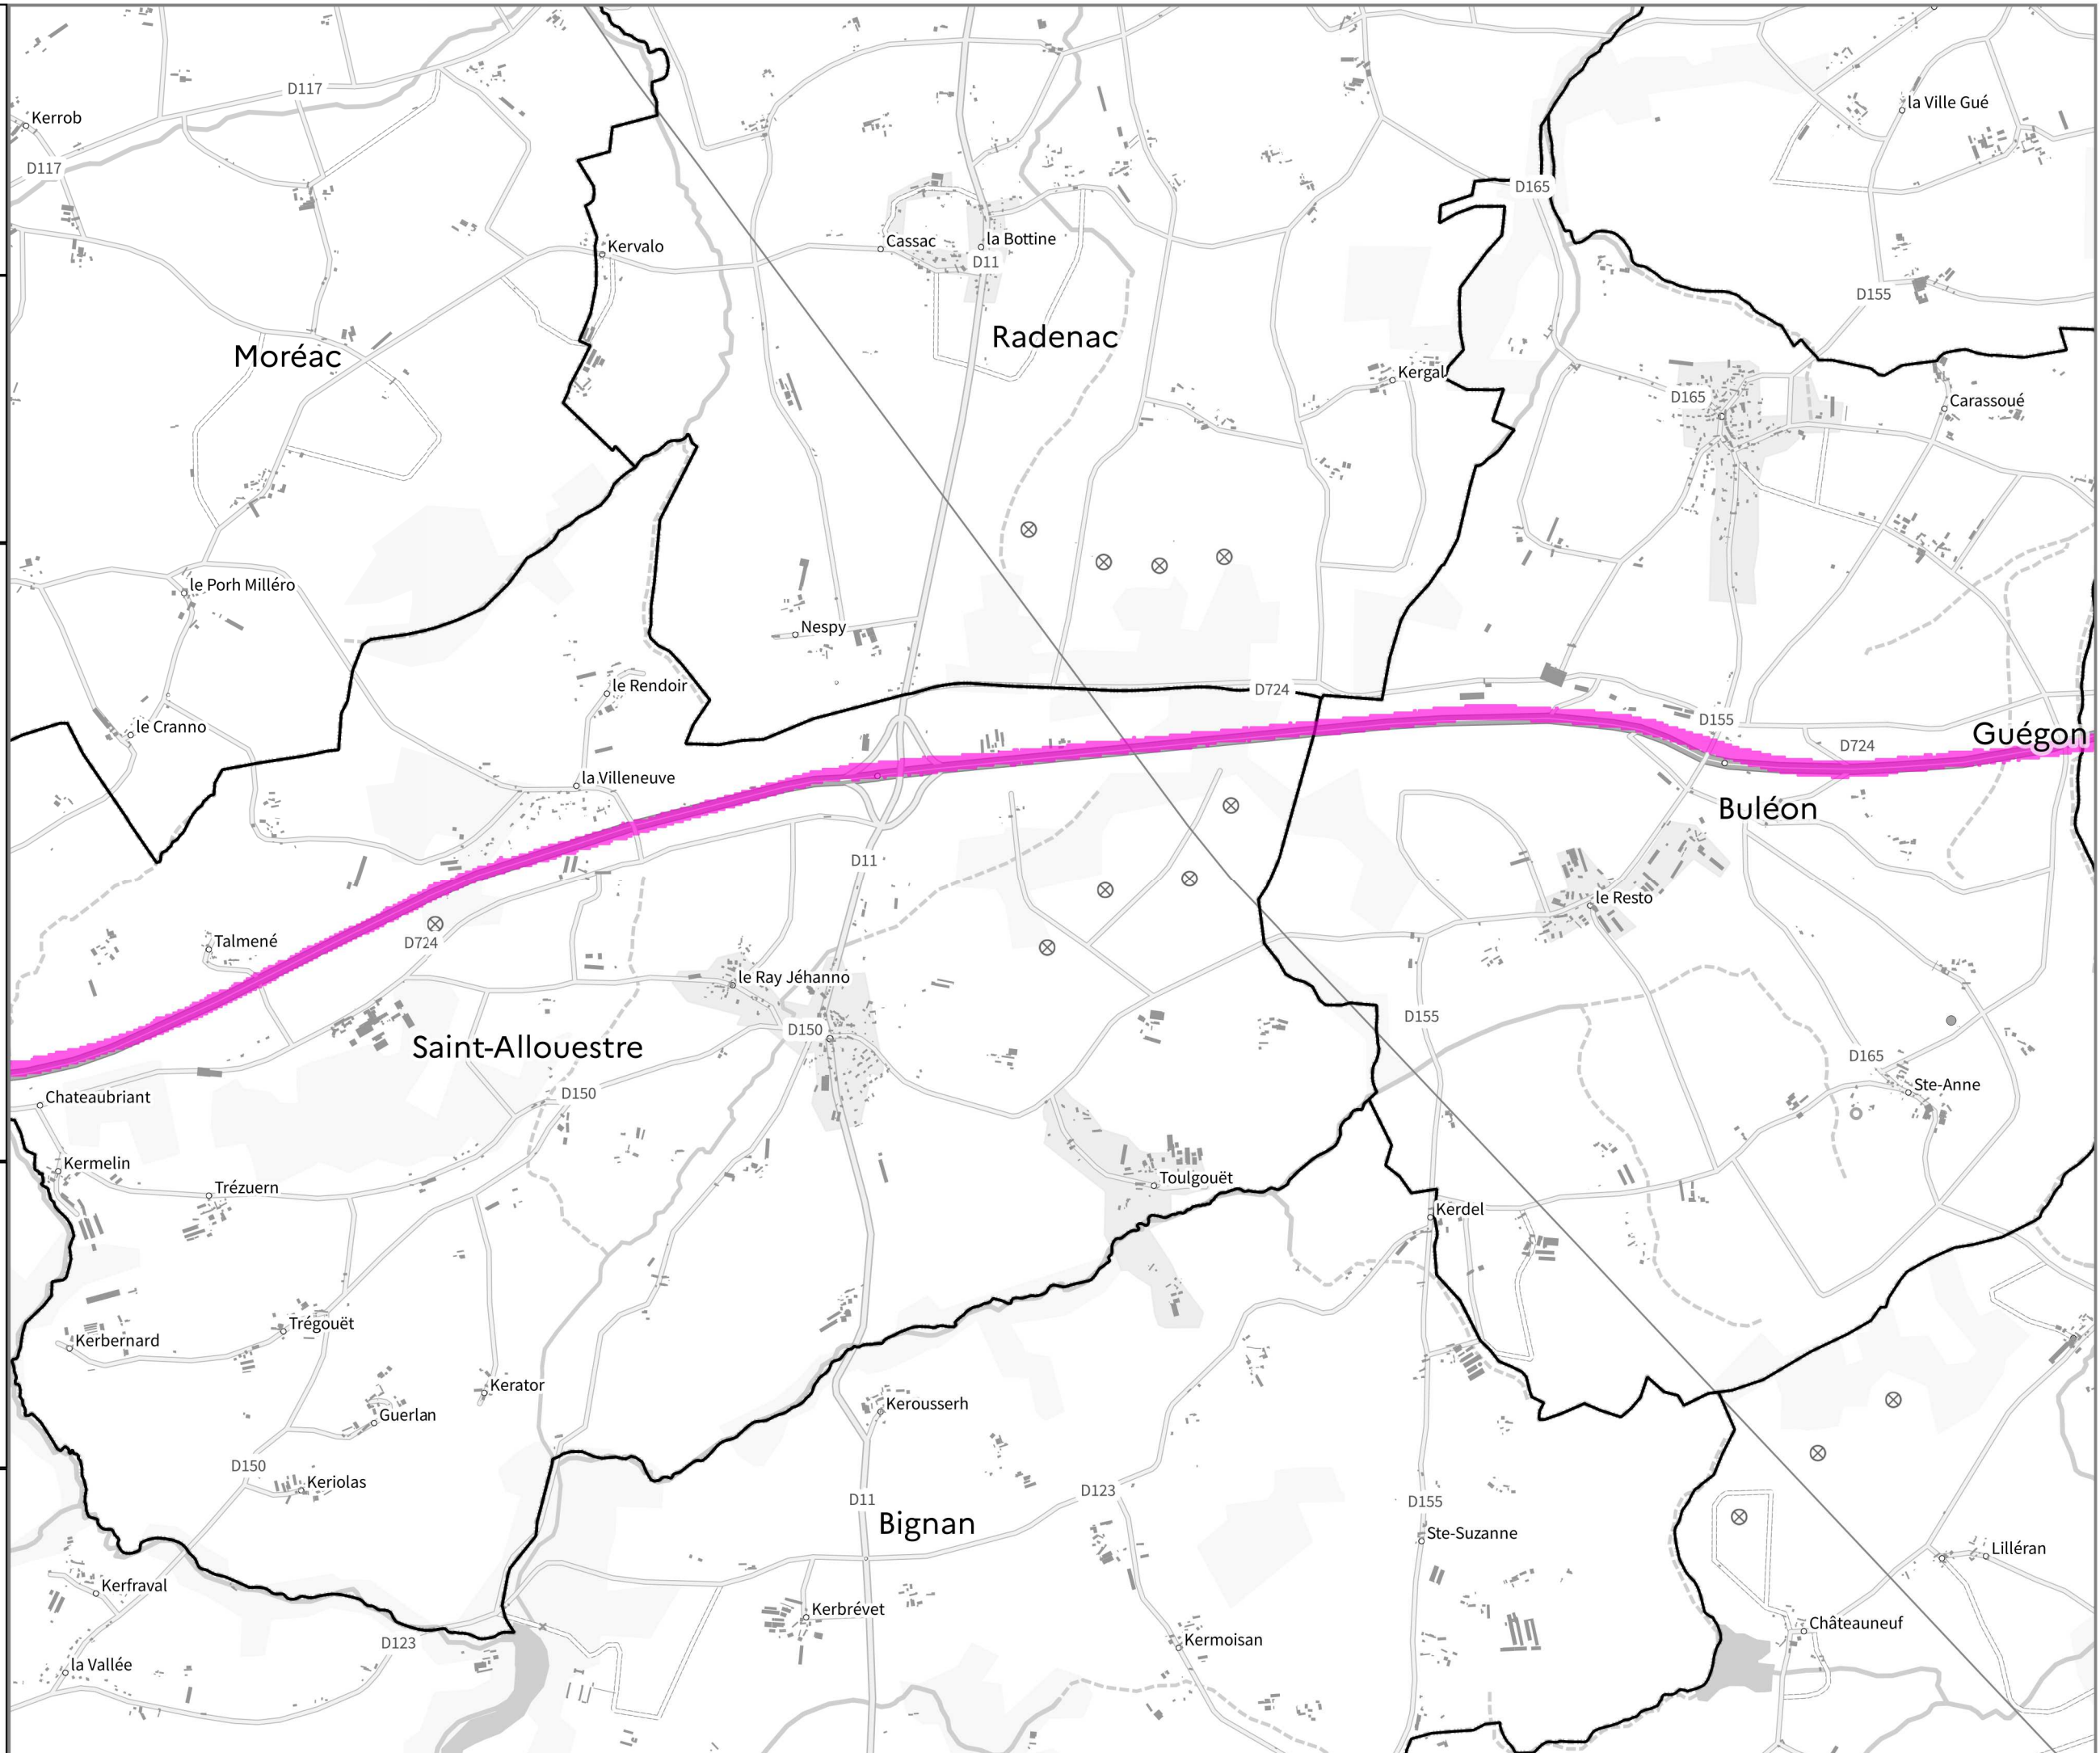 la Ville Gué
D117
Kerrob
D117
D165
Cassac
la Bottine
Kervalo
D11
D155
Radenac
Moréac
Kergal
D165
Carassoué
le Porh Milléro
Nespy
le Rendoir
D724
D155
le Cranno
Guégon
D724
la Villeneuve
Buléon
D11
le Resto
Talmené
D724
le Ray Jéhanno
D155
D150
Saint-Allouestre
D165
Ste-Anne
D150
Chateaubriant
Kermelin
Toulgouët
Trézuern
Kerdel
Trégouët
Kerbernard
Kerator
Kerousserh
Guerlan
D150
Keriolas
D123
D11
D155
Bignan
Ste-Suzanne
Lilléran
Kerfraval
Kerbrévet
Châteauneuf
D123
Kermoisan
la Vallée